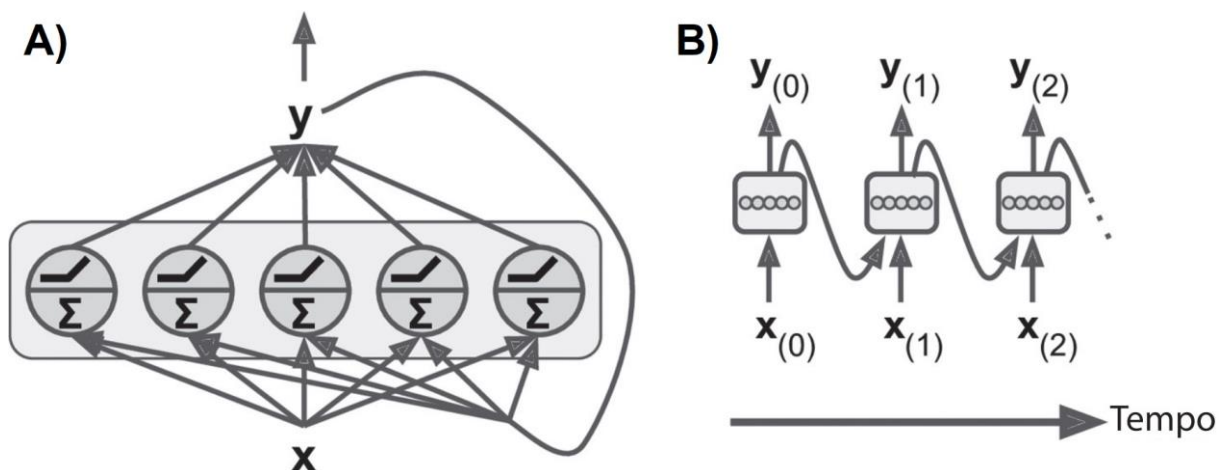 A)
y
Σ Σ Σ Σ Σ
x
B)
y(0) y(1) y(2)
x(0) x(1) x(2)
Tempo